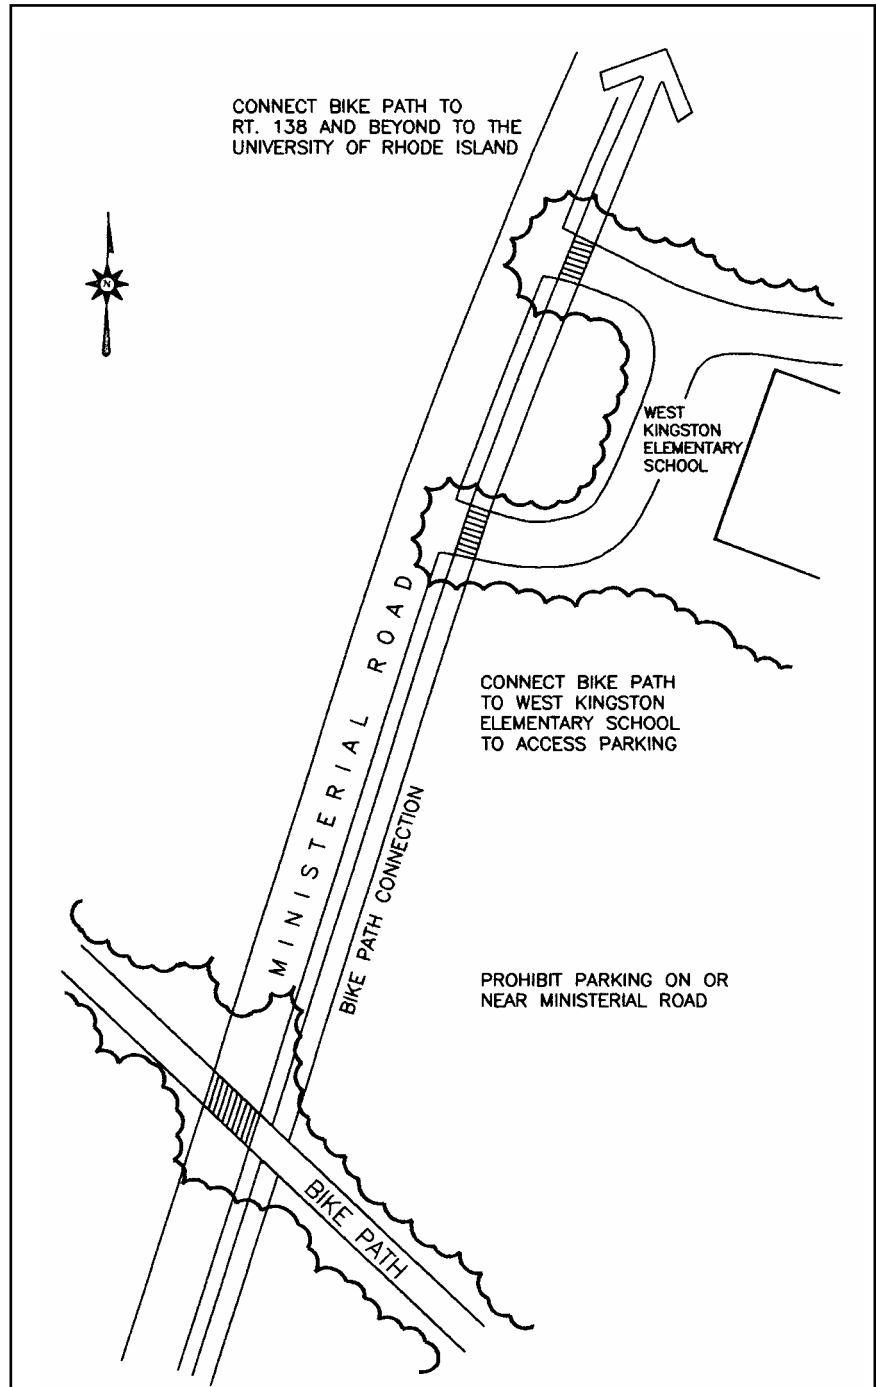 CONNECT BIKE PATH TO
RT. 138 AND BEYOND TO THE
UNIVERSITY OF RHODE ISLAND
N
WEST
KINGSTON
ELEMENTARY
SCHOOL
MINISTERIAL ROAD
CONNECT BIKE PATH
TO WEST KINGSTON
ELEMENTARY SCHOOL
TO ACCESS PARKING
BIKE PATH CONNECTION
PROHIBIT PARKING ON OR
NEAR MINISTERIAL ROAD
BIKE PATH